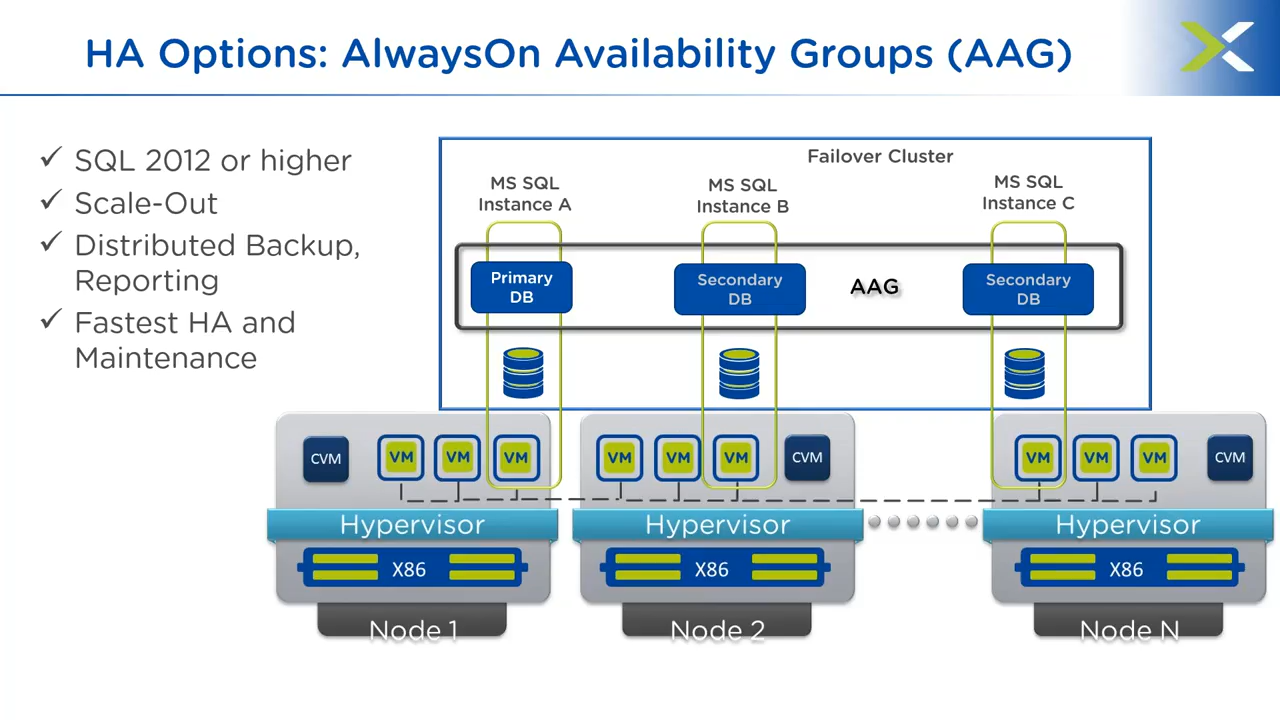 HA Options: AlwaysOn Availability Groups (AAG)
✓ SQL 2012 or higher
✓ Scale-Out
✓ Distributed Backup,
Reporting
✓ Fastest HA and
Maintenance
Failover Cluster
MS SQL
Instance A
MS SQL
Instance B
MS SQL
Instance C
Primary
DB
Secondary
DB
AAG
Secondary
DB
CVM
VM
VM
VM
VM
VM
VM
CVM
VM
VM
VM
CVM
Hypervisor
Hypervisor
Hypervisor
X86
X86
X86
Node 1
Node 2
Node N